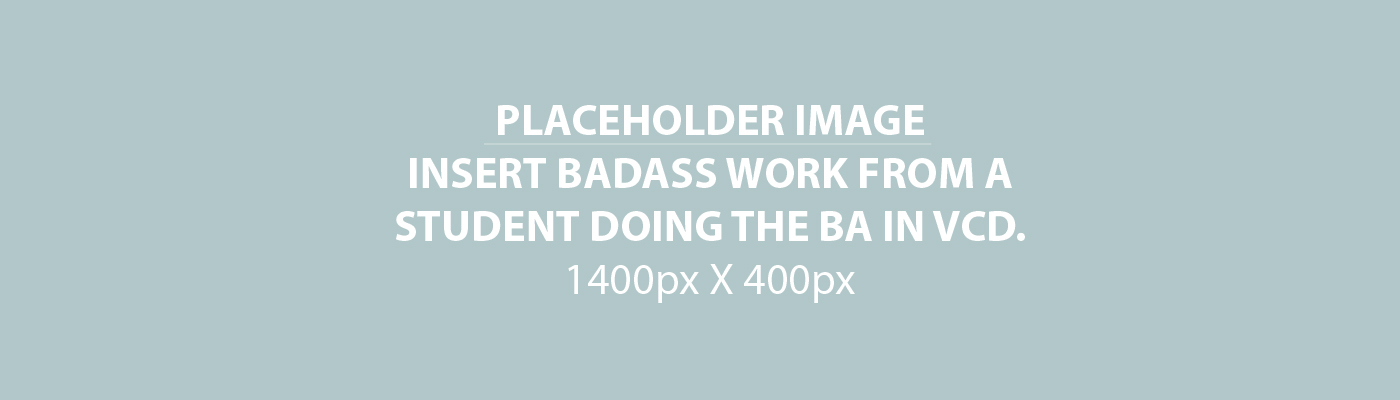 PLACEHOLDER IMAGE
INSERT BADASS WORK FROM A
STUDENT DOING THE BA IN VCD.
1400px X 400px